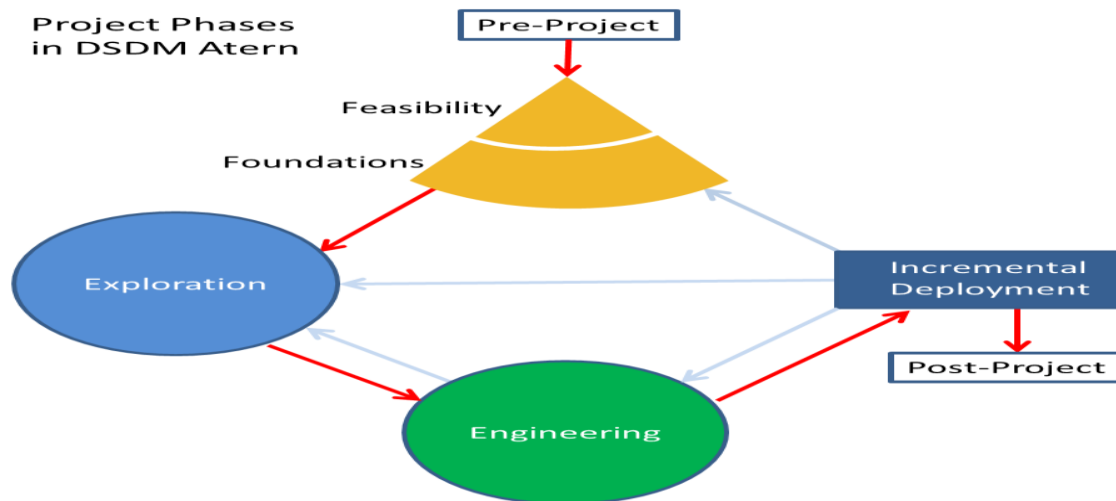 Project Phases
in DSDM Atern
Pre-Project
Feasibility
Foundations
Exploration
Incremental
Deployment
Post-Project
Engineering